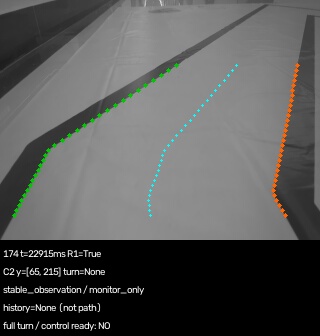 174 t=22915ms R1=True
C2 y=[65, 215] turn=None
stable_observation / monitor_only
history=None (not path)
full turn / control ready: NO